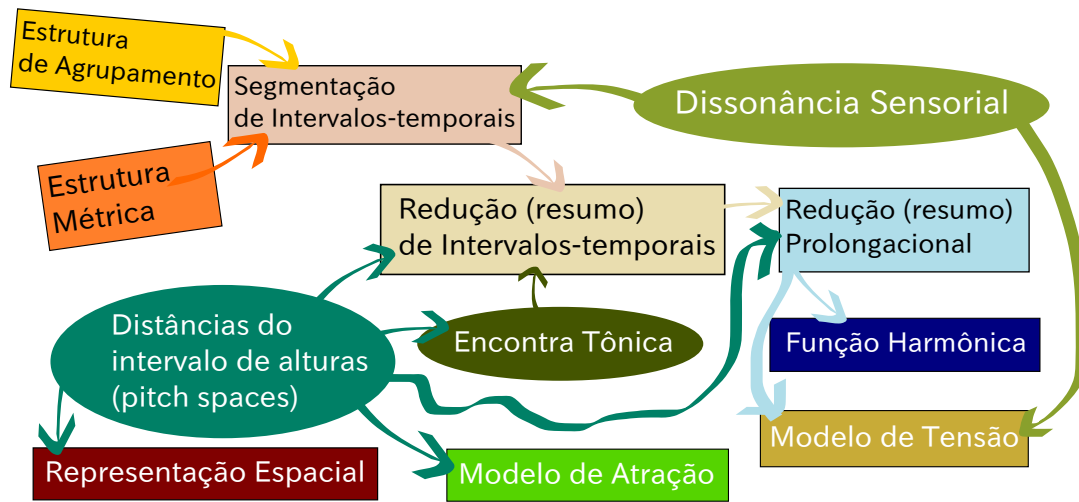 Estrutura
de Agrupamento
Segmentação
de Intervalos-temporais
Dissonância Sensorial
Estrutura
Métrica
Redução (resumo)
de Intervalos-temporais
Redução (resumo)
Prolongacional
Distâncias do
intervalo de alturas
(pitch spaces)
Encontra Tônica
Função Harmônica
Modelo de Tensão
Representação Espacial
Modelo de Atração